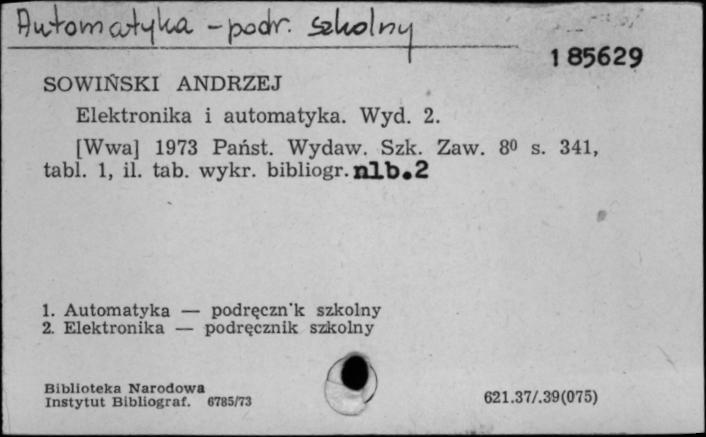 Automatyka – podr. szkolny
185629
SOWIŃSKI ANDRZEJ
Elektronika i automatyka. Wyd. 2.
[Wwa] 1973 Państ. Wydaw. Szk. Zaw. 8⁰ s. 341,
tabl. 1, il. tab. wykr. bibliogr. nlb.2
1. Automatyka — podręczn'k szkolny
2. Elektronika — podręcznik szkolny
Biblioteka Narodowa
Instytut Bibliograf. 6785/73
621.37/.39(075)